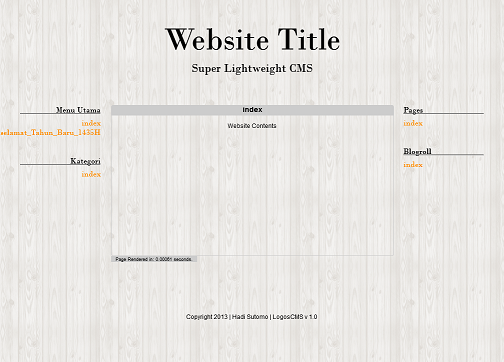 Website Title
Super Lightweight CMS
Menu Utama
index
selamat_Tahun_Baru_1435H
Kategori
index
index
Website Contents
Page Rendered in: 0.00061 seconds.
Pages
index
Blogroll
index
Copyright 2013 | Hadi Sutomo | LogosCMS v 1.0